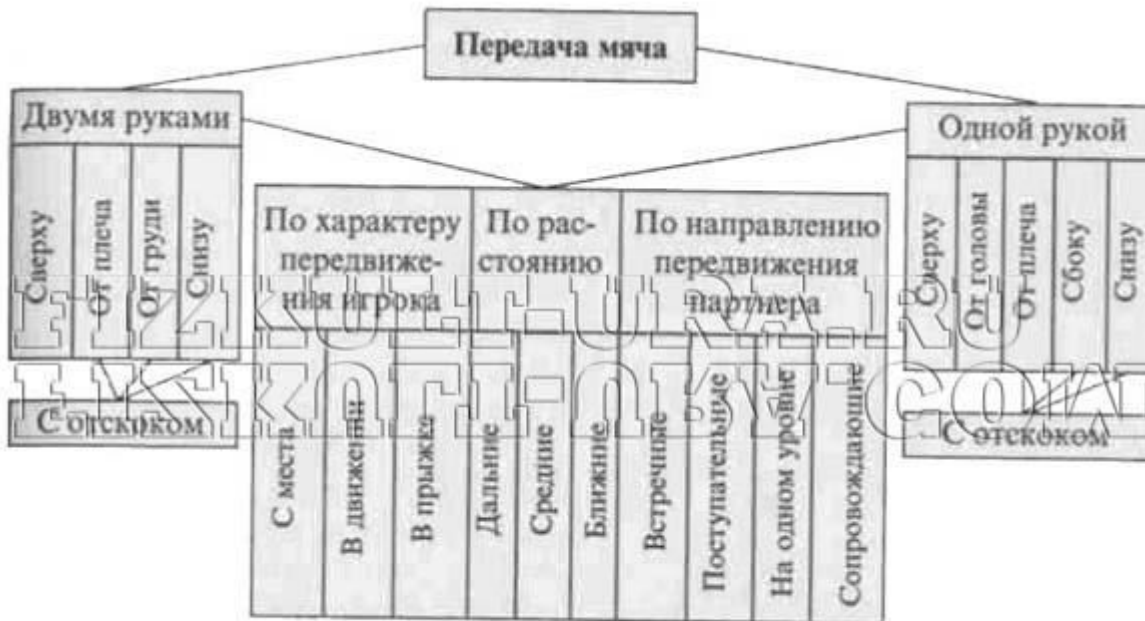 Передача мяча
Двумя руками
Сверху
От плеча
От груди
Снизу
С отскоком
По характеру
передвиже-
ния игрока
С места
В движении
В прыжке
По рас-
стоянию
Дальние
Средние
Ближние
По направлению
передвижения
партнера
Встречные
Поступательные
На одном уровне
Сопровождающие
Одной рукой
Сверху
От головы
От плеча
Сбоку
Снизу
С отскоком